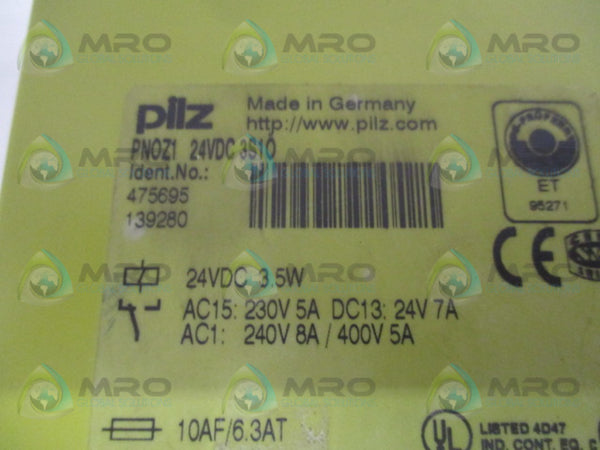 pilz
Made in Germany
http://www.pilz.com
PNOZ1 24VDC 3S1Ö
Ident.No.:
475695
139280
ET
95271
CE
24VDC 3.5W
AC15: 230V 5A DC13: 24V 7A
AC1: 240V 8A / 400V 5A
10AF/6.3AT
UL
LISTED 4D47
IND. CONT. EQ.
MRO